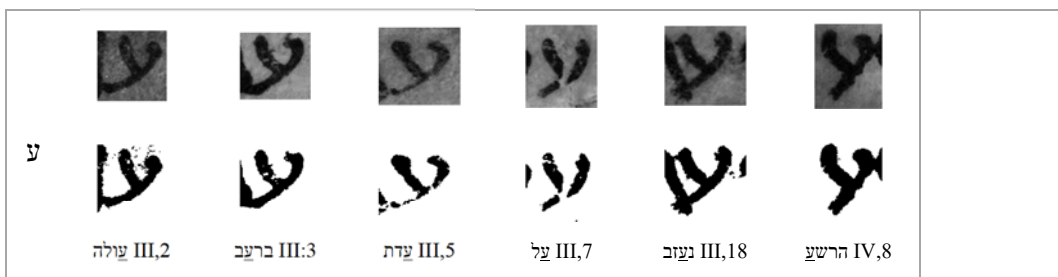 ע
עולה III,2
ברעב III:3
עדת III,5
על III,7
נעזב III,18
הרשע IV,8